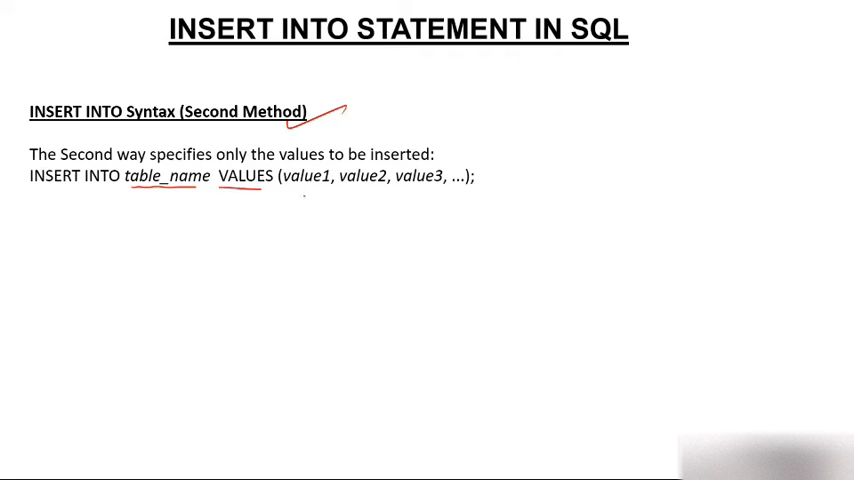 INSERT INTO STATEMENT IN SQL
INSERT INTO Syntax (Second Method)
The Second way specifies only the values to be inserted:
INSERT INTO table_name VALUES (value1, value2, value3, ...);